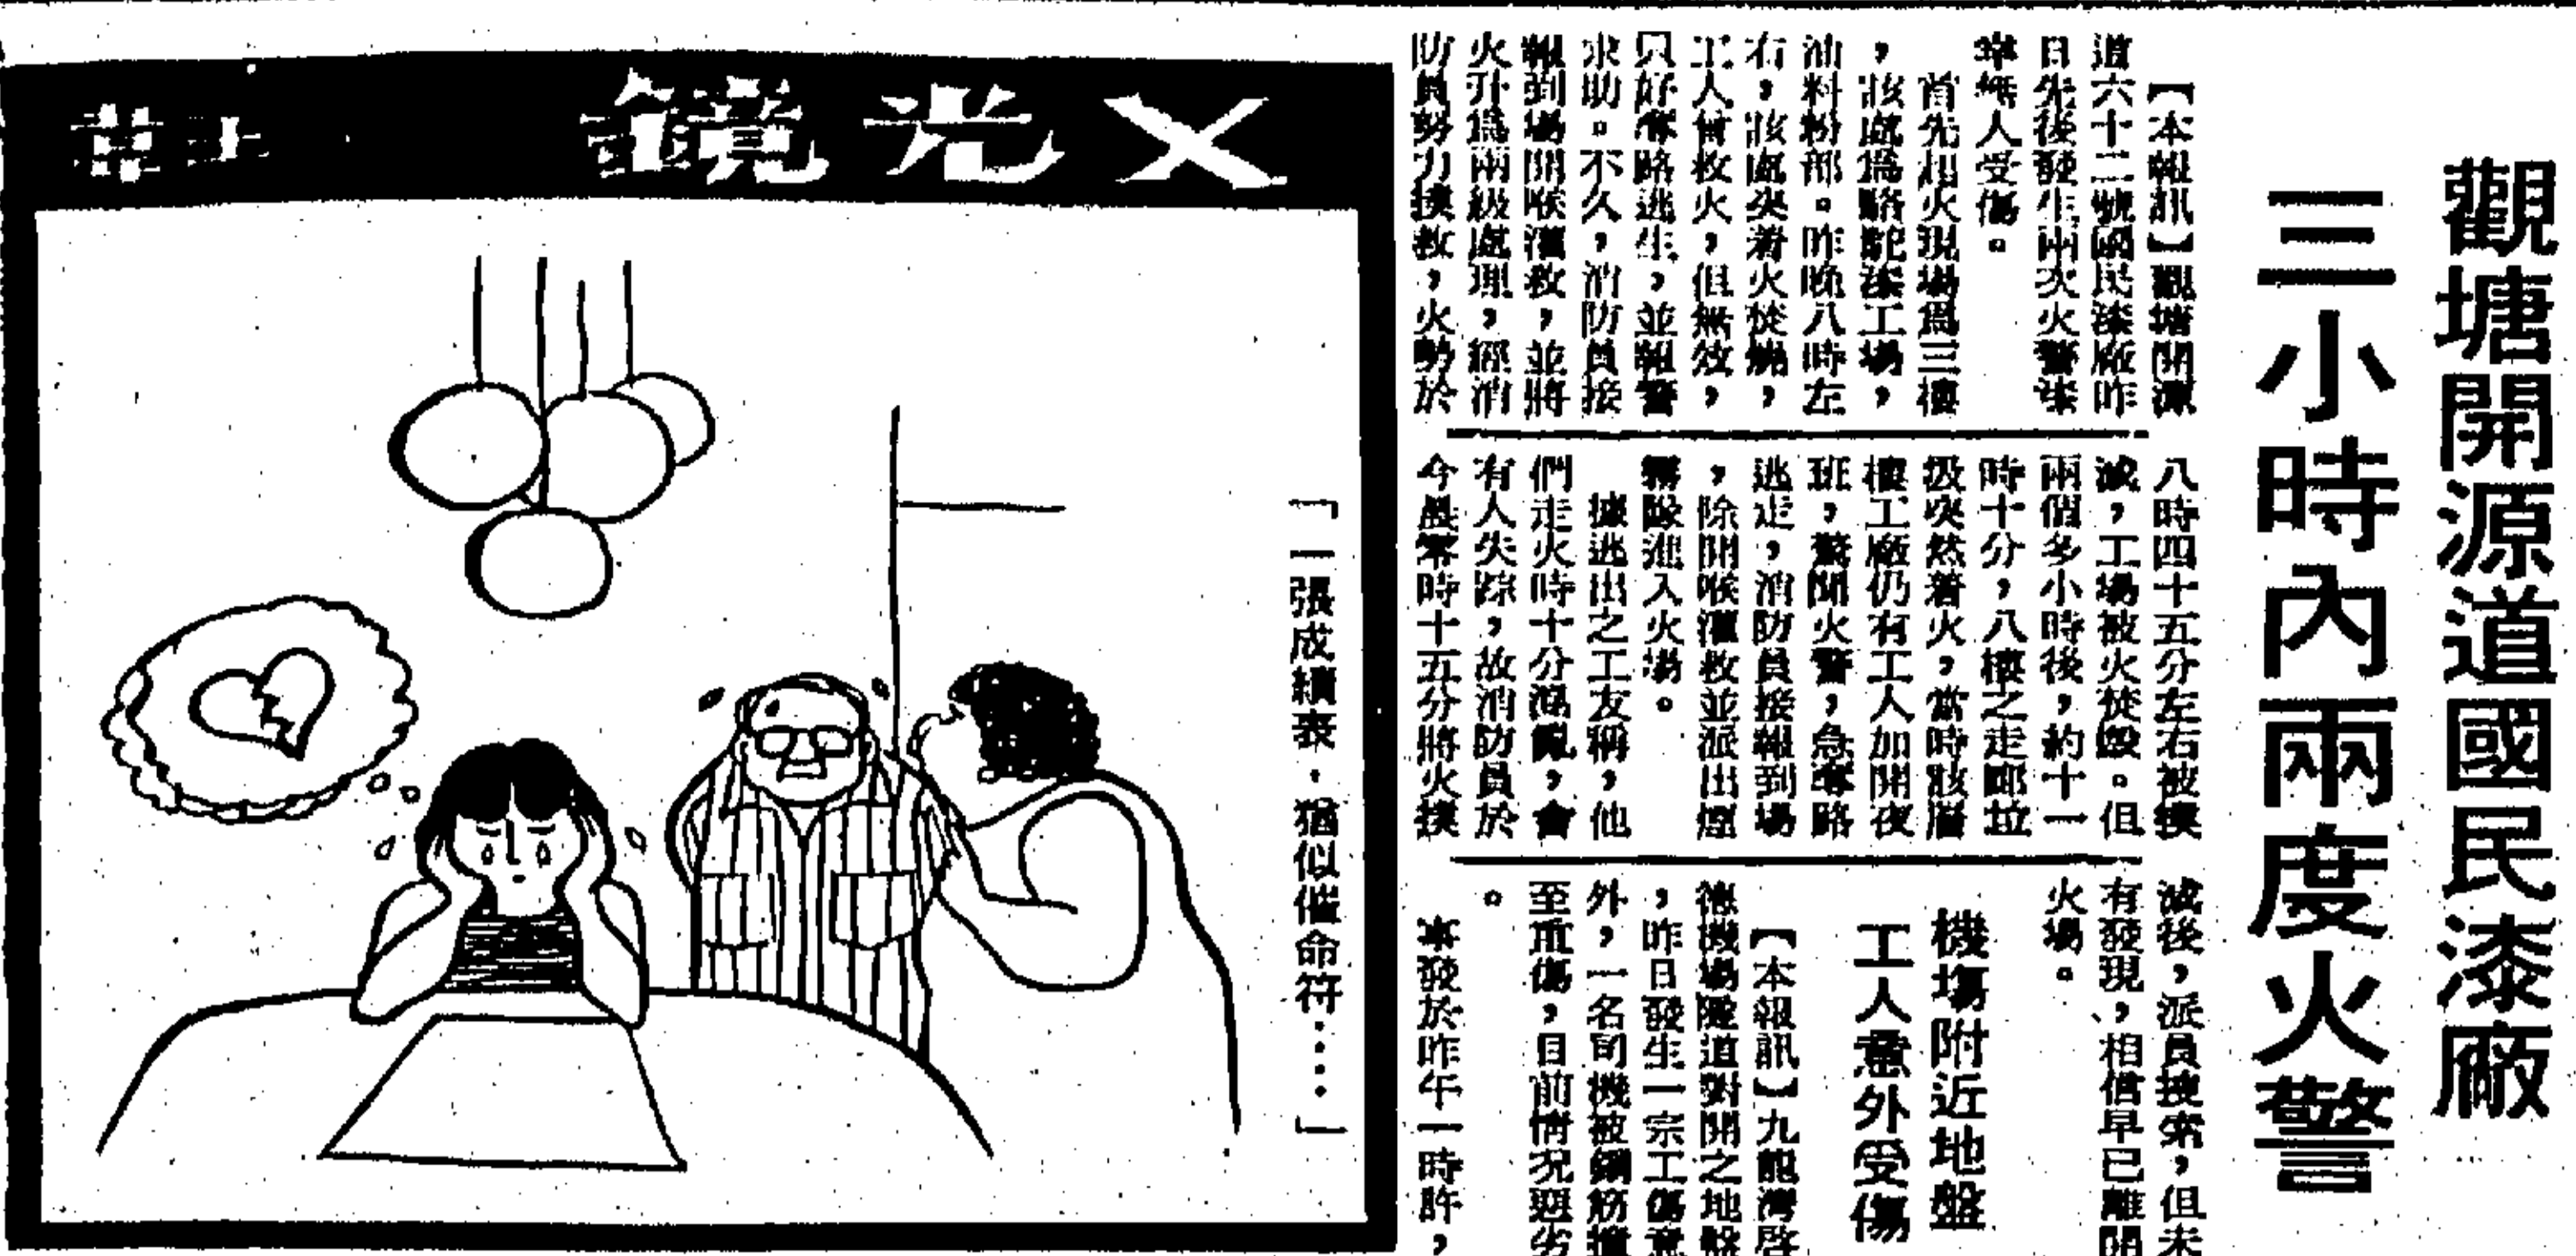 觀塘開源道國民漆廠
三小時內兩度火警
【本報訊】觀塘開源
道六十二號國民漆廠昨
日先後發生兩次火警漆
幸無人受傷。
首先起火現場爲三樓
，該處爲駱駝漆工場，
油料粉部。昨晚八時左
右，該處突着火焚燒，
工人曾救火，但無效，
只好奪路逃生，並報警
求助。不久，消防員接
報到場開喉灌救，並將
火升爲兩級處理，經消
防員努力撲救，火勢於
八時四十五分左右被撲
滅，工場被火焚毀。但
兩個多小時後，約十一
時十分，八樓之走廊垃
圾突然着火，當時該層
樓工廠仍有工人加開夜
班，驚聞火警，急奪路
逃走，消防員接報到場
，除開喉灌救並派出煙
霧隊進入火場。
據逃出之工友稱，他
們走火時十分混亂，會
有人失踪，故消防員於
今晨零時十五分將火撲
滅後，派員搜索，但未
有發現，相信早已離開
火場。
機塲附近地盤
工人意外受傷
【本報訊】九龍灣啓
德機場隧道對開之地盤
，昨日發生一宗工傷意
外，一名司機被鋼筋撞
至重傷，目前情況惡劣
。
事發於昨午一時許，
X光鏡
「一張成績表．猶似催命符……」